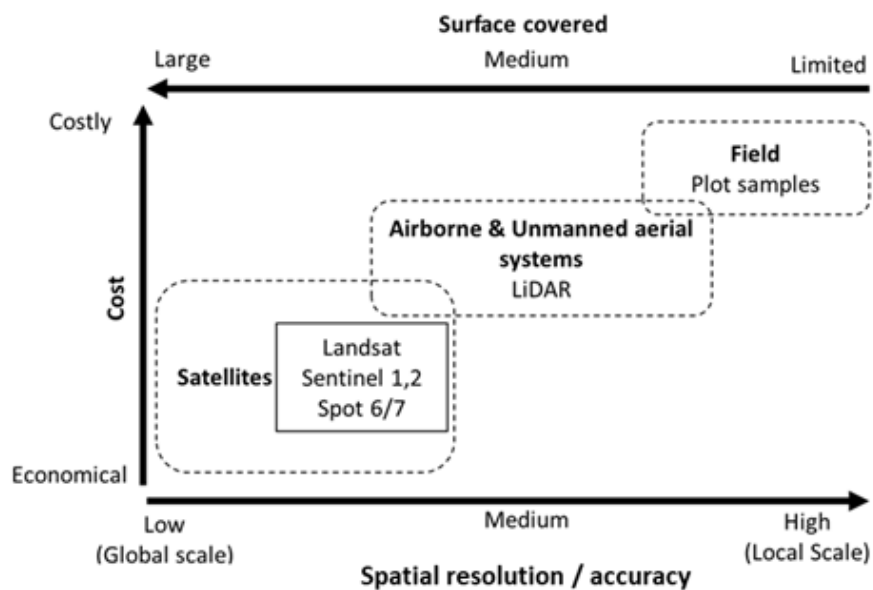 Surface covered
Large Medium Limited
Costly
Field
Plot samples
Airborne & Unmanned aerial
systems
LiDAR
Cost
Satellites
Landsat
Sentinel 1,2
Spot 6/7
Economical
Low Medium High
(Global scale) (Local Scale)
Spatial resolution / accuracy